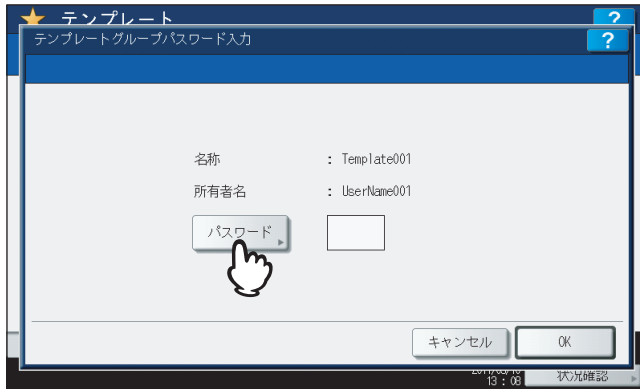 テンプレート
?
テンプレートグループパスワード入力
?
名称 : Template001
所有者名 : UserName001
パスワード
キャンセル
OK
13 : 08
状況確認